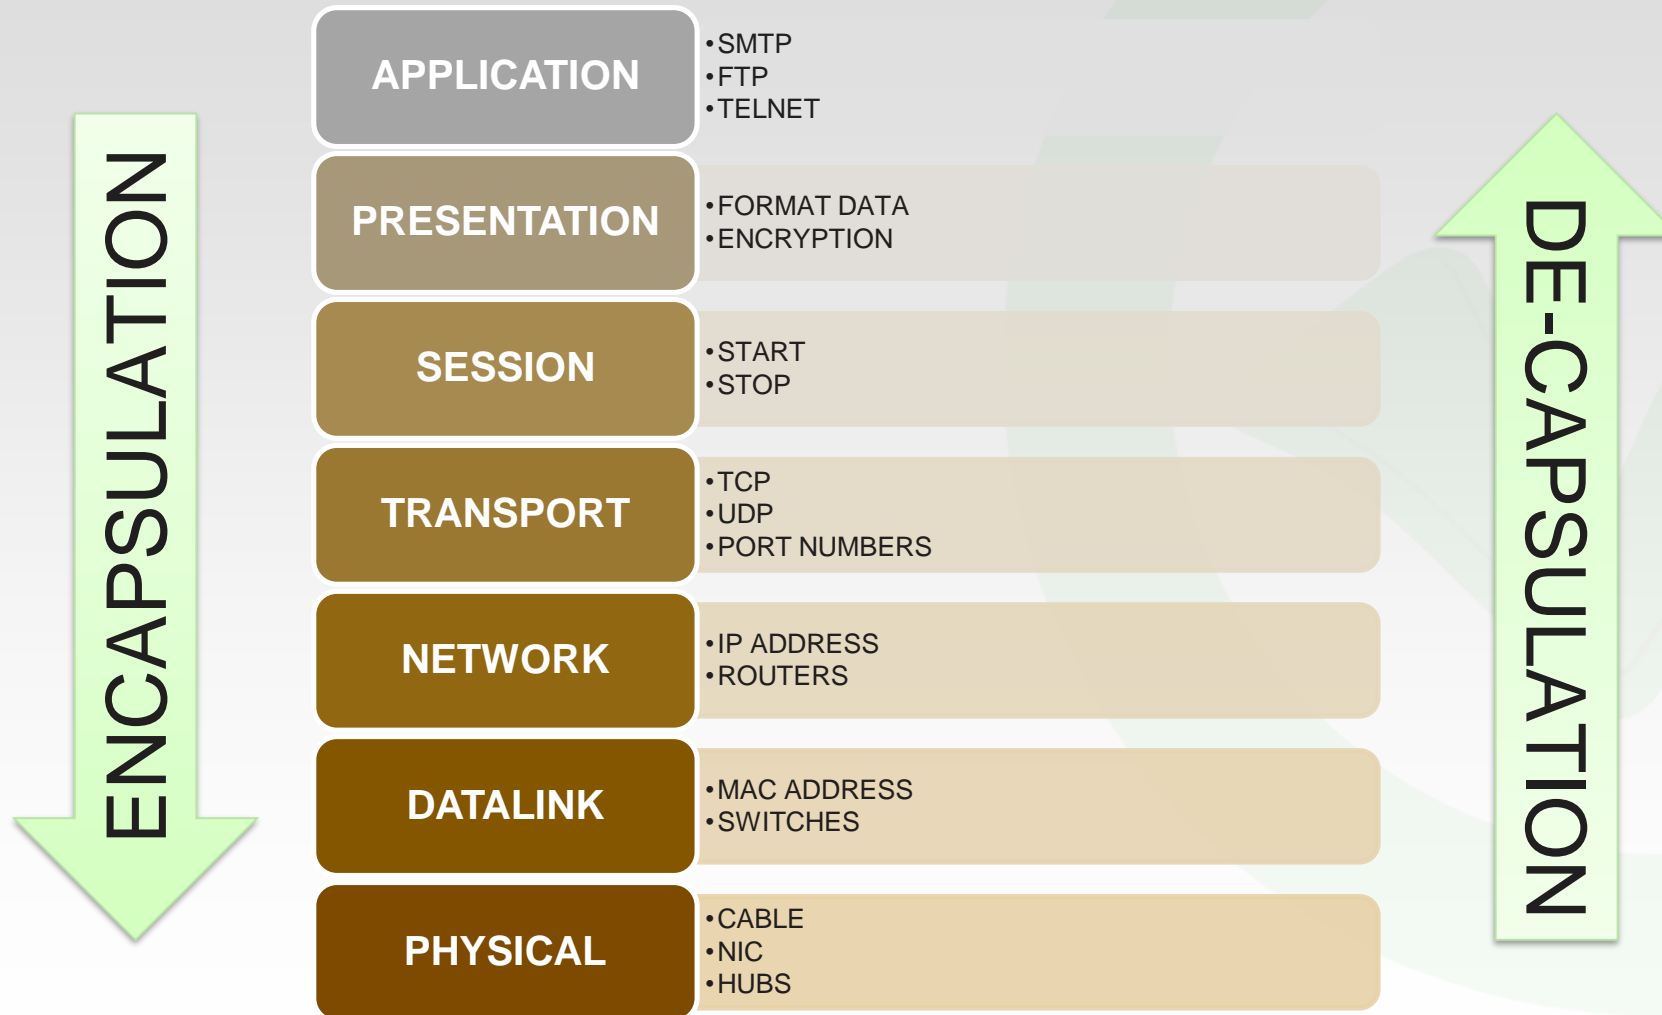 ENCAPSULATION
APPLICATION
•SMTP
•FTP
•TELNET
PRESENTATION
•FORMAT DATA
•ENCRYPTION
SESSION
•START
•STOP
TRANSPORT
•TCP
•UDP
•PORT NUMBERS
NETWORK
•IP ADDRESS
•ROUTERS
DATALINK
•MAC ADDRESS
•SWITCHES
PHYSICAL
•CABLE
•NIC
•HUBS
DE-CAPSULATION